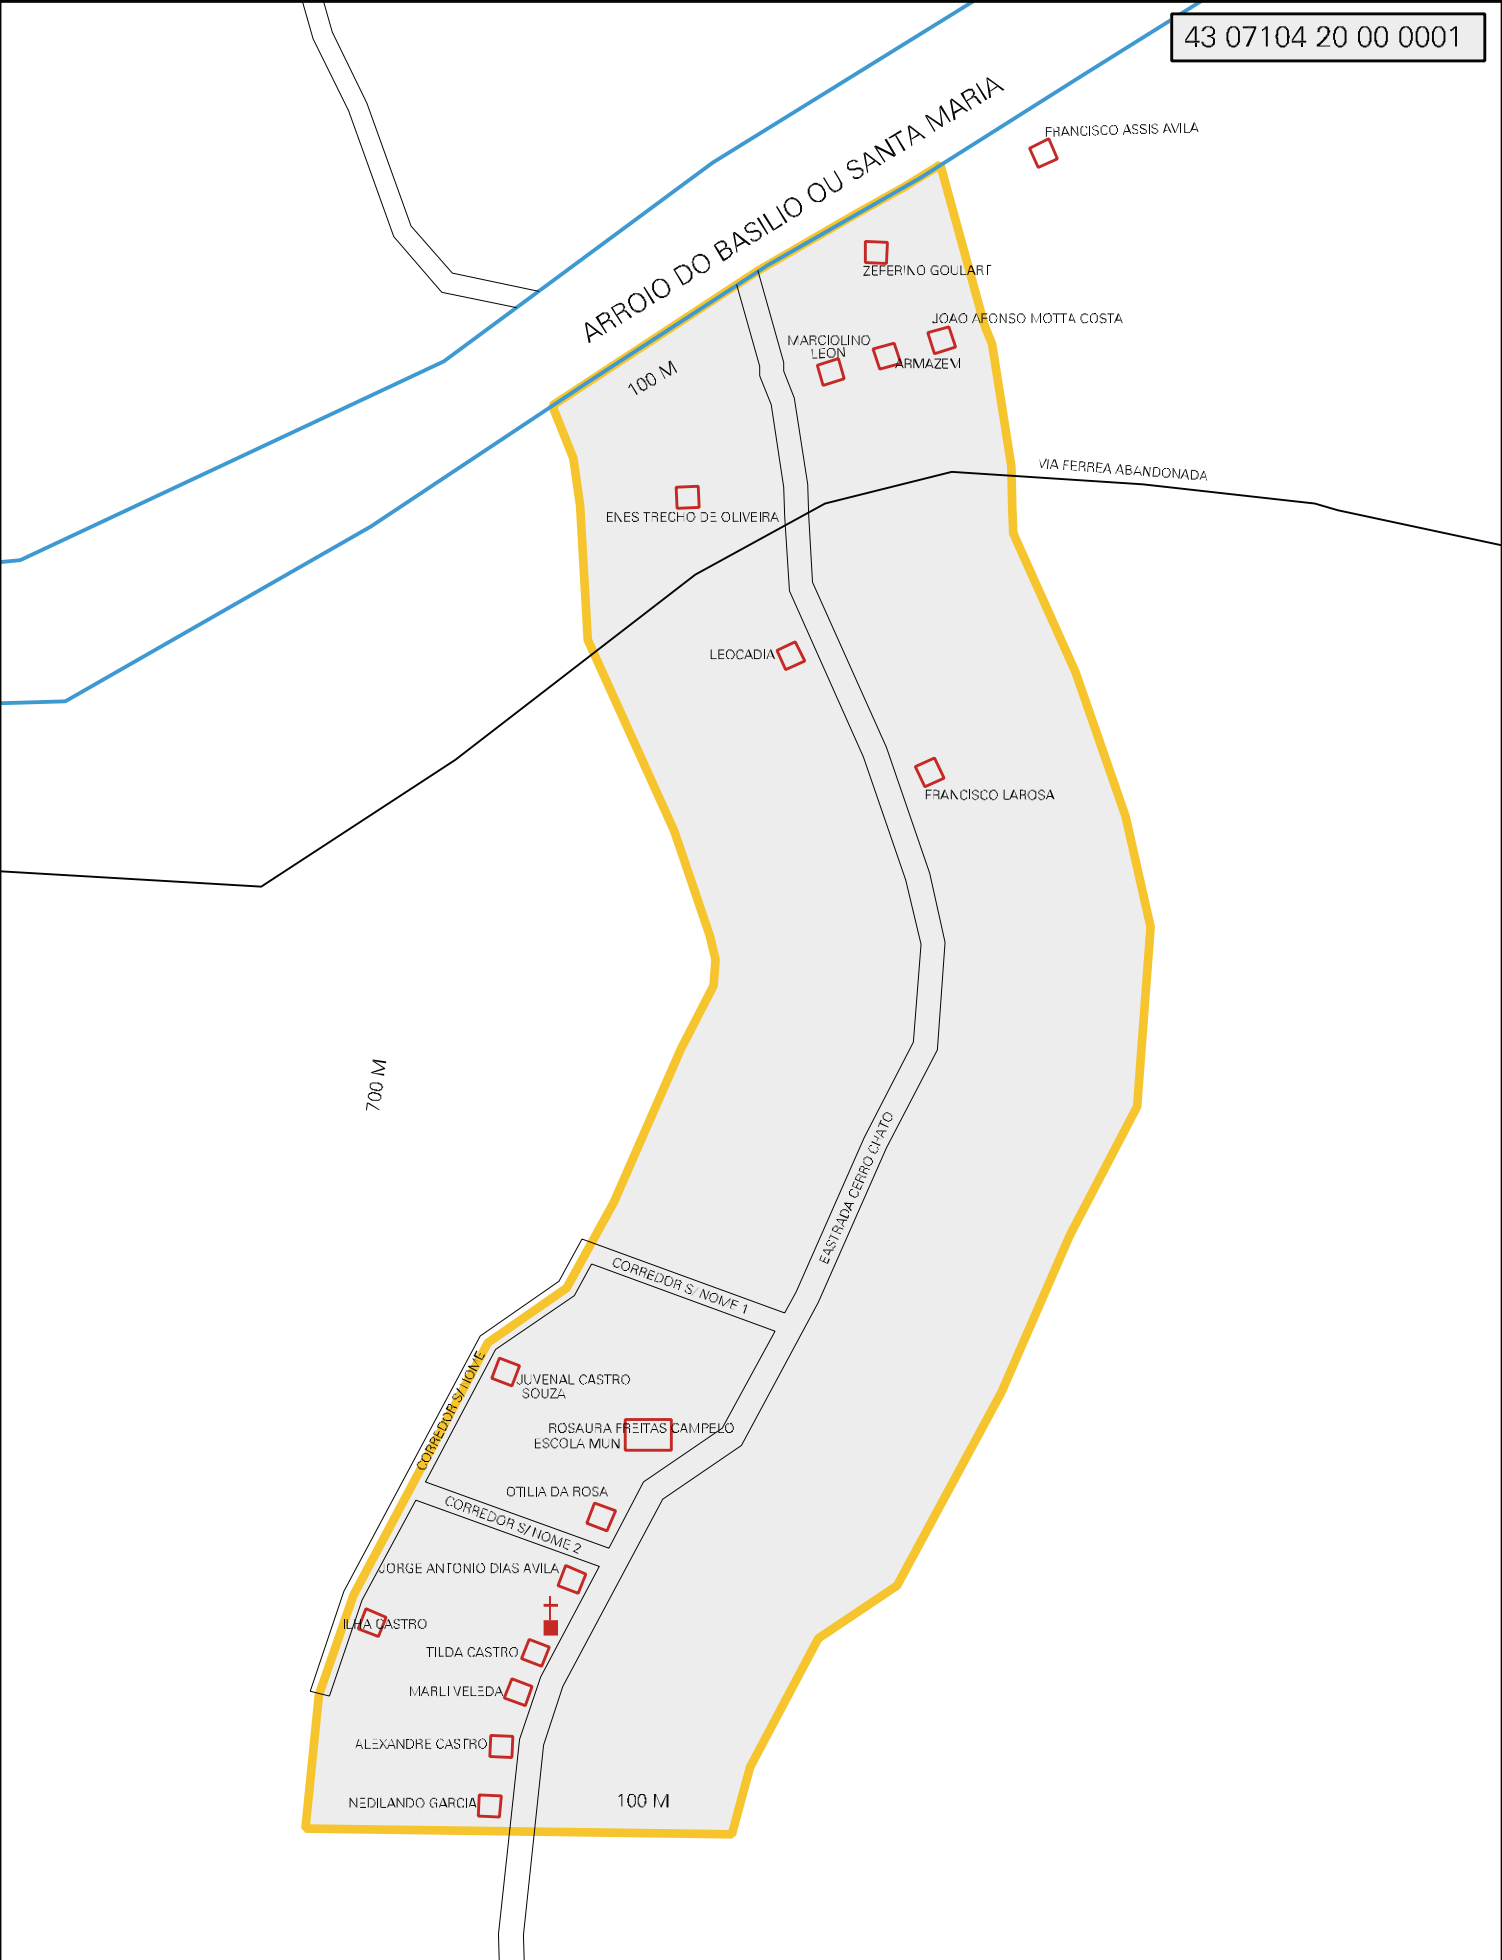 43 07104 20 00 0001
FRANCISCO ASSIS AVILA
ARROIO DO BASILIO OU SANTA MARIA
ZEFERINO GOULART
JOAO AFONSO MOTTA COSTA
MARCIOLINO
LEON
ARMAZEM
100 M
VIA FERREA ABANDONADA
ENES TRECHO DE OLIVEIRA
LEOCADIA
FRANCISCO LAROSA
700 M
EASTRADA CERRO CHATO
CORREDOR S/ NOME 1
CORREDOR S/ NOME
JUVENAL CASTRO
SOUZA
ROSAURA FREITAS CAMPELO
ESCOLA MUN
OTILIA DA ROSA
CORREDOR S/ NOME 2
JORGE ANTONIO DIAS AVILA
ILHA CASTRO
TILDA CASTRO
MARLI VELEDA
ALEXANDRE CASTRO
NEDILANDO GARCIA
100 M